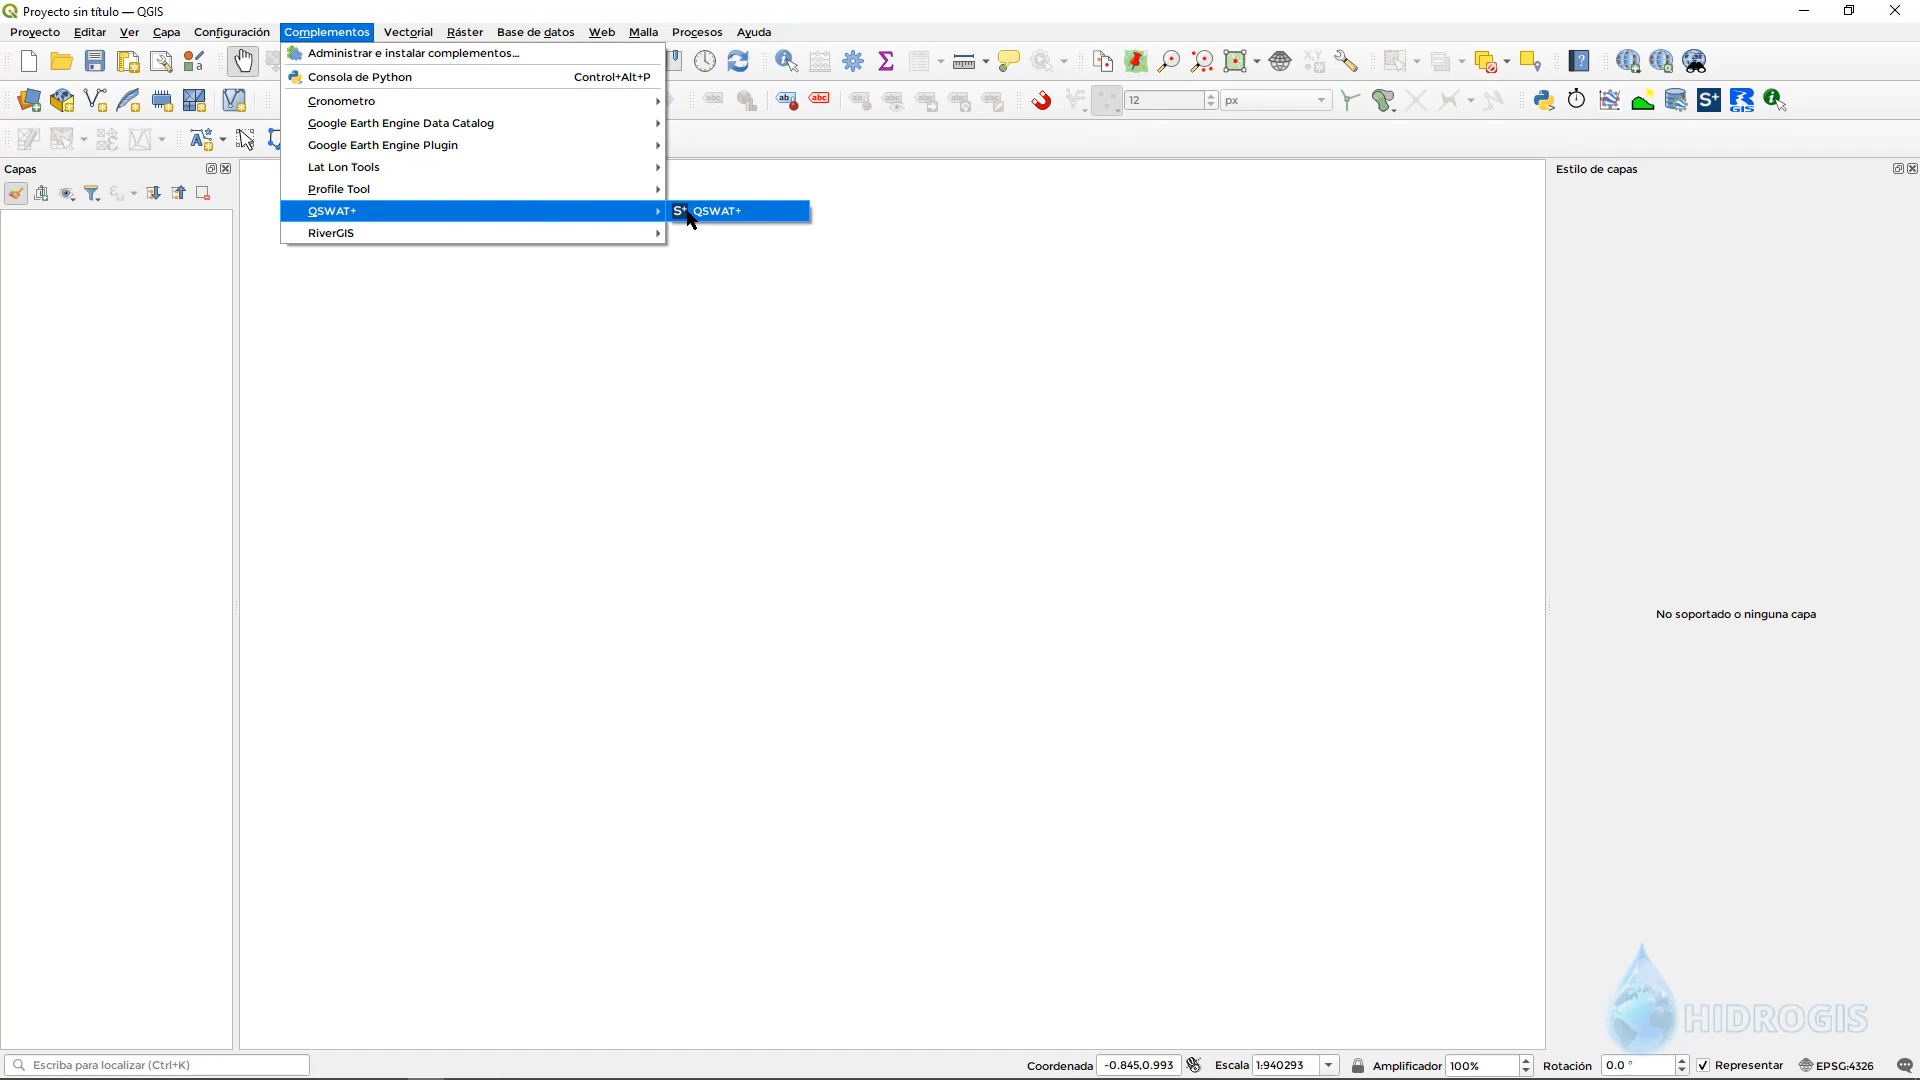 Proyecto sin título — QGIS
Proyecto Editar Ver Capa Configuración Complementos Vectorial Ráster Base de datos Web Malla Procesos Ayuda
Administrar e instalar complementos...
Consola de Python Control+Alt+P
Cronometro
Google Earth Engine Data Catalog
Google Earth Engine Plugin
Lat Lon Tools
Profile Tool
QSWAT+
S+ QSWAT+
RiverGIS
abc ab abc 12 px S+ GIS
Capas
Estilo de capas
No soportado o ninguna capa
HIDROGIS
Escriba para localizar (Ctrl+K) Coordenada -0.845,0.993 Escala 1:940293 Amplificador 100% Rotación 0.0 ° Representar EPSG:4326